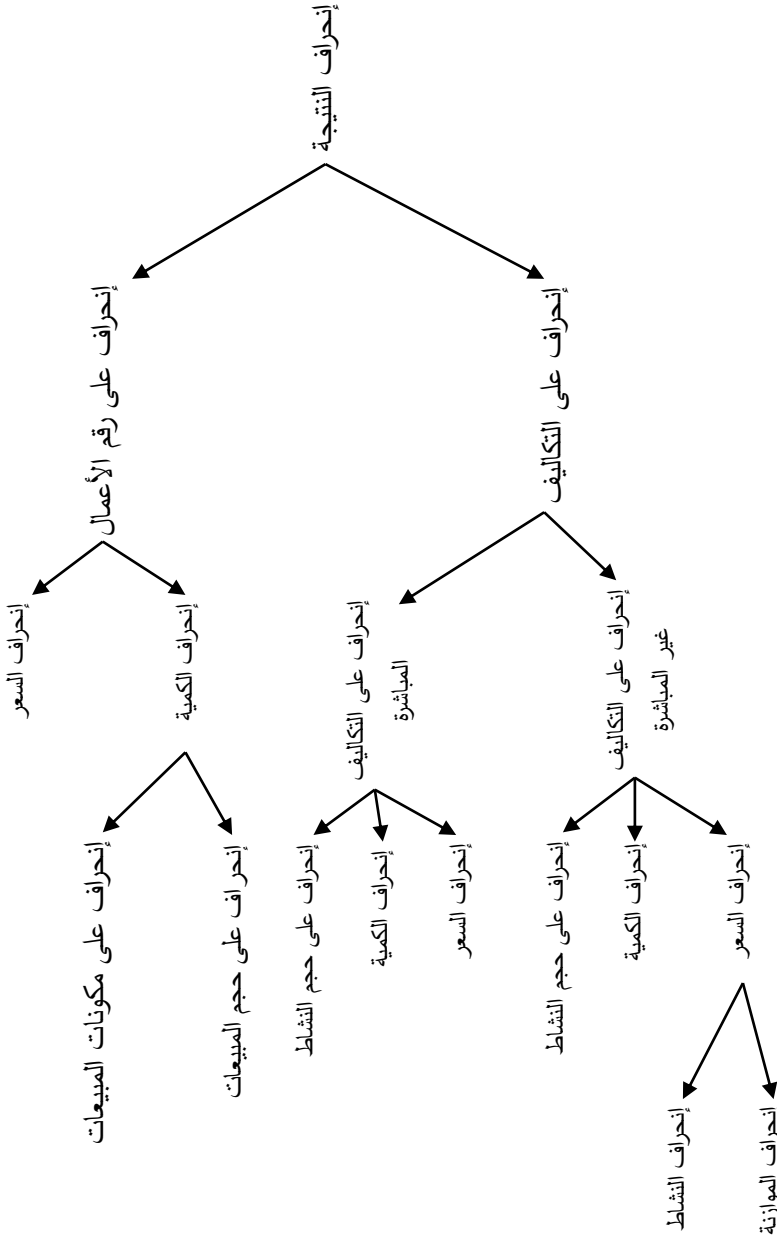 إنحراف النتيجة
إنحراف على رقم الأعمال
إنحراف على التكاليف
إنحراف السعر
إنحراف الكمية
إنحراف على التكاليف
المباشرة
إنحراف على التكاليف
غير المباشرة
إنحراف على مكونات المبيعات
إنحراف على حجم المبيعات
إنحراف على حجم النشاط
إنحراف الكمية
إنحراف السعر
إنحراف على حجم النشاط
إنحراف الكمية
إنحراف السعر
إنحراف النشاط
إنحراف الموازنة